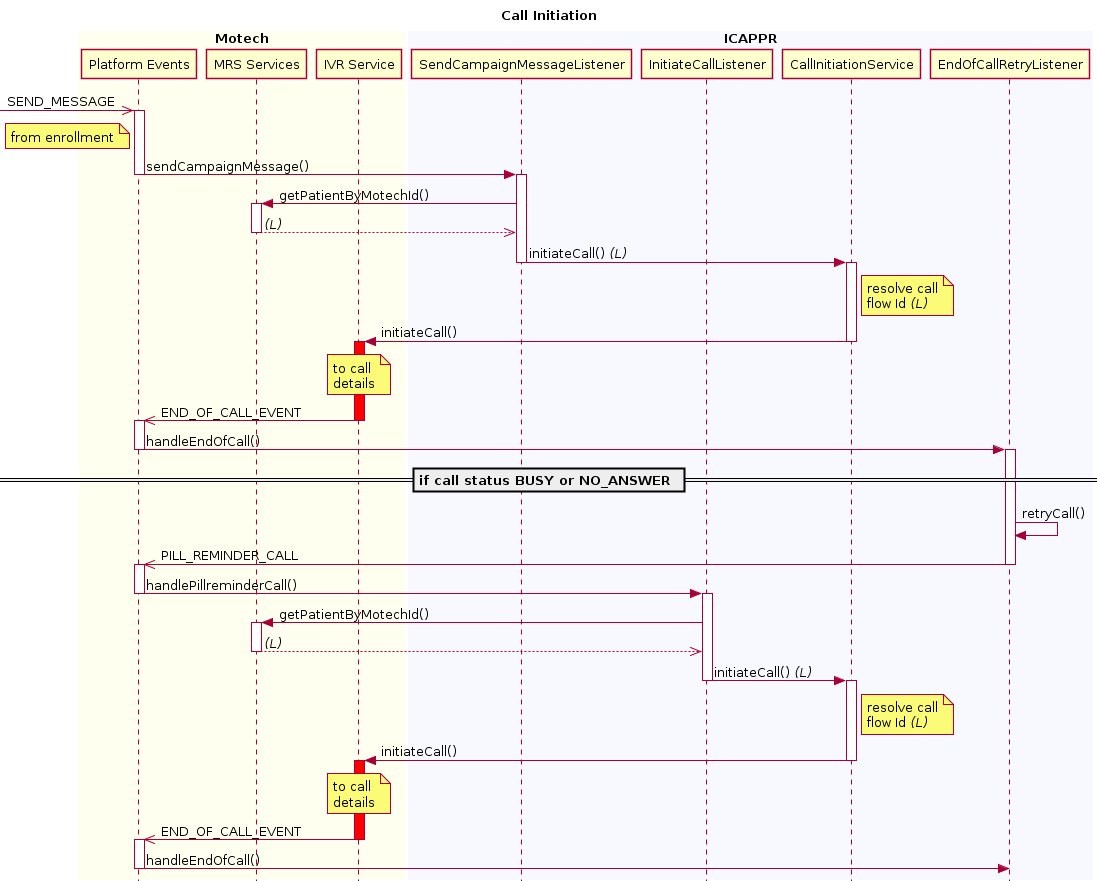 Call Initiation
Motech
ICAPPR
Platform Events
MRS Services
IVR Service
SendCampaignMessageListener
InitiateCallListener
CallInitiationService
EndOfCallRetryListener
SEND_MESSAGE
from enrollment
sendCampaignMessage()
getPatientByMotechId()
(L)
initiateCall() (L)
resolve call
flow Id (L)
initiateCall()
to call
details
END_OF_CALL_EVENT
handleEndOfCall()
if call status BUSY or NO_ANSWER
retryCall()
PILL_REMINDER_CALL
handlePillreminderCall()
getPatientByMotechId()
(L)
initiateCall() (L)
resolve call
flow Id (L)
initiateCall()
to call
details
END_OF_CALL_EVENT
handleEndOfCall()